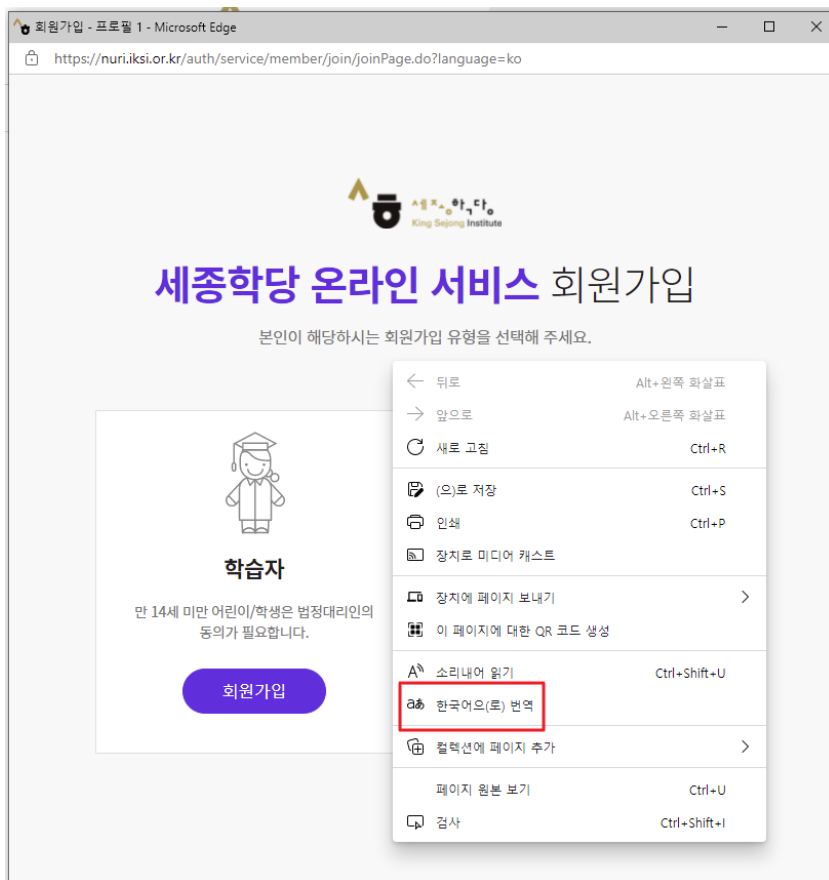 회원가입 - 프로필 1 - Microsoft Edge
https://nuri.iksi.or.kr/auth/service/member/join/joinPage.do?language=ko
세종학당
King Sejong Institute
세종학당 온라인 서비스 회원가입
본인이 해당하시는 회원가입 유형을 선택해 주세요.
학습자
만 14세 미만 어린이/학생은 법정대리인의
동의가 필요합니다.
회원가입
뒤로 Alt+왼쪽 화살표
앞으로 Alt+오른쪽 화살표
새로 고침 Ctrl+R
(으)로 저장 Ctrl+S
인쇄 Ctrl+P
장치로 미디어 캐스트
장치에 페이지 보내기
이 페이지에 대한 QR 코드 생성
소리내어 읽기 Ctrl+Shift+U
한국어으(로) 번역
컬렉션에 페이지 추가
페이지 원본 보기 Ctrl+U
검사 Ctrl+Shift+I